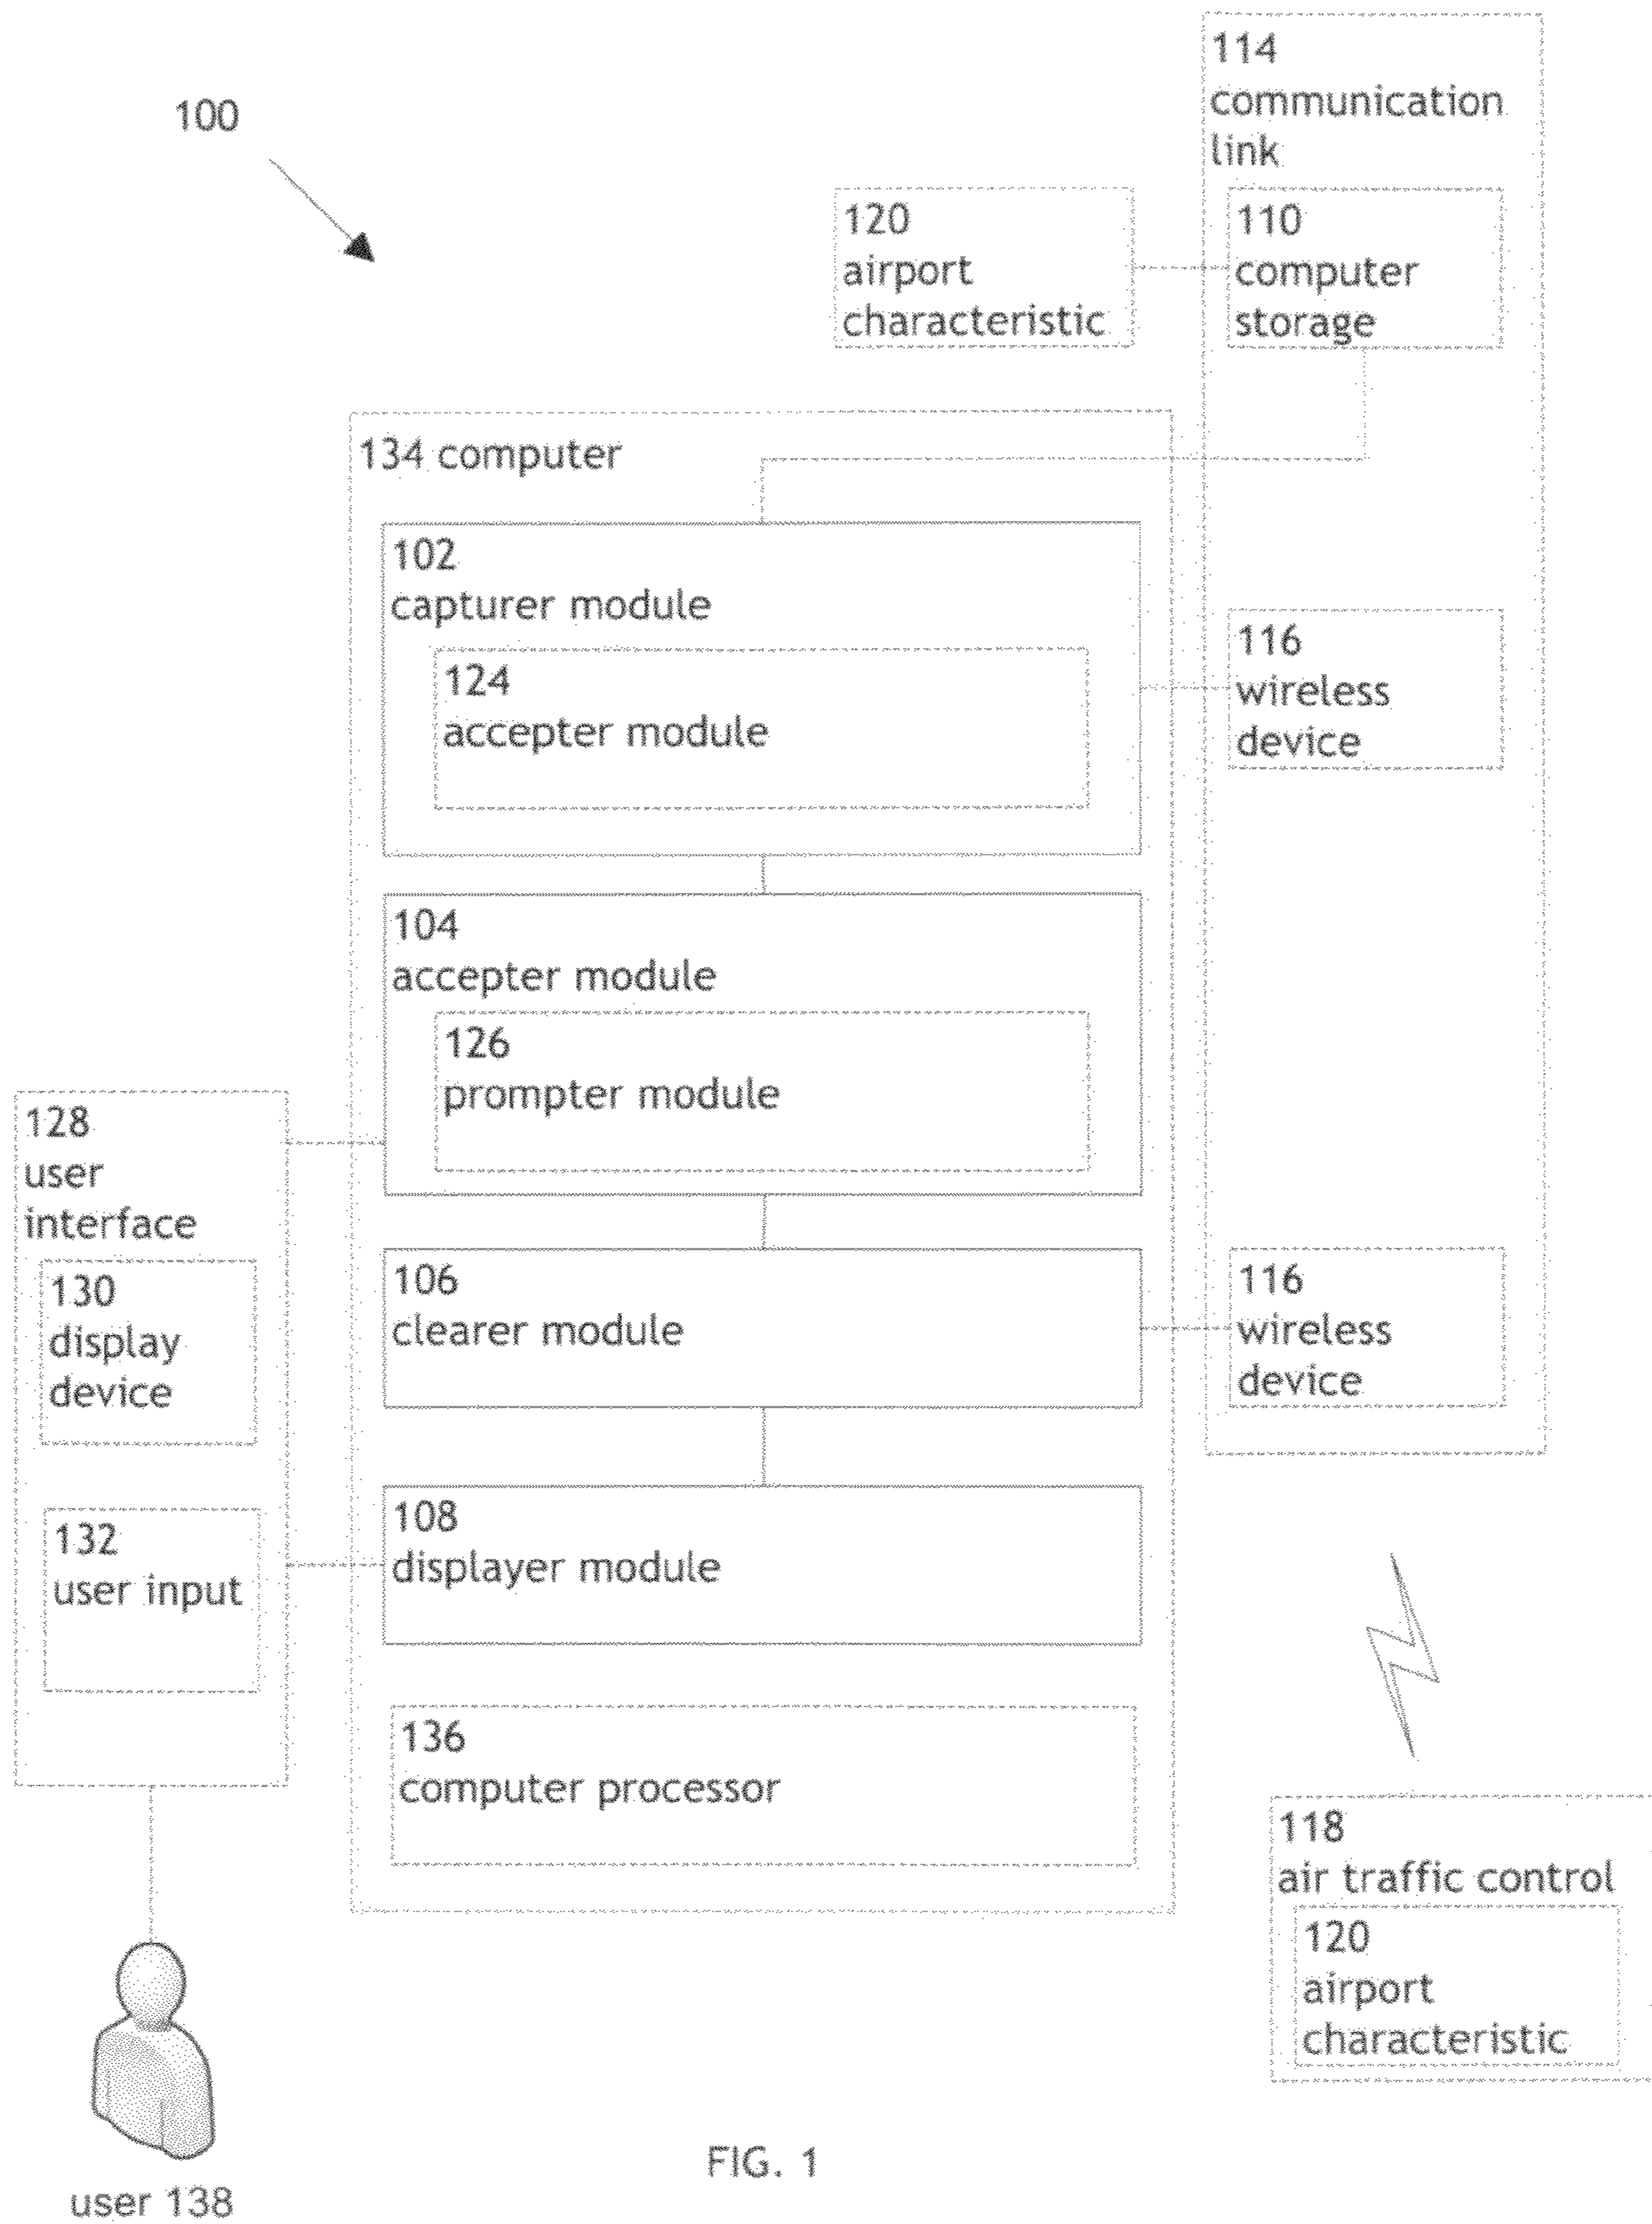 100
114
communication
link
120
airport
characteristic
110
computer
storage
134 computer
102
capturer module
124
accepter module
116
wireless
device
104
accepter module
126
prompter module
128
user
interface
130
display
device
106
clearer module
116
wireless
device
132
user input
108
displayer module
136
computer processor
118
air traffic control
120
airport
characteristic
user 138
FIG. 1